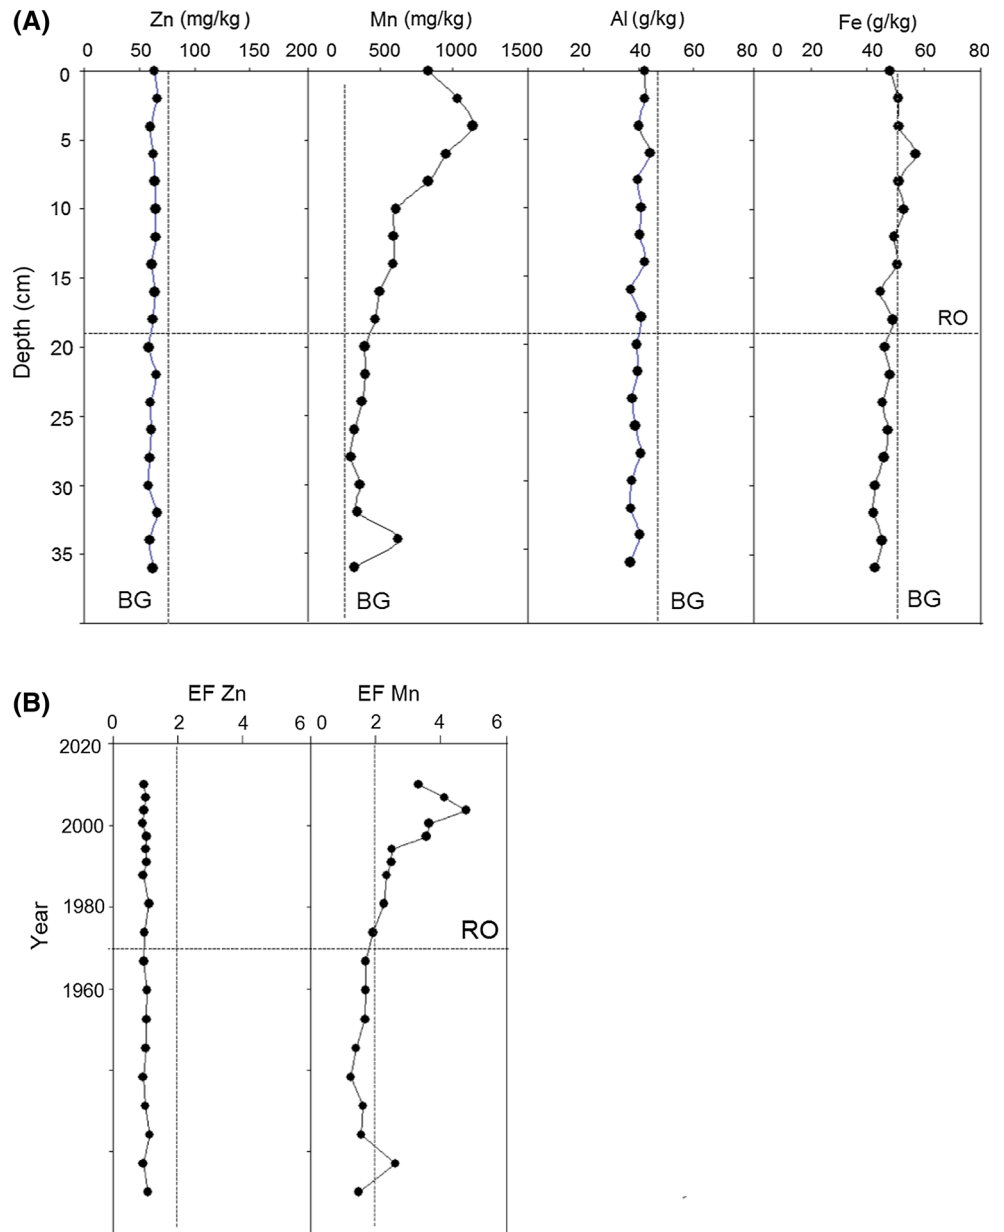 (A) Zn (mg/kg) Mn (mg/kg) Al (g/kg) Fe (g/kg)
0 50 100 150 200 0 500 1000 1500 20 40 60 80 0 20 40 60 80
0
5
10
15
RO
20
25
30
35
Depth (cm)
BG BG BG BG
(B) EF Zn EF Mn
0 2 4 6 0 2 4 6
2020
2000
1980
RO
1960
Year